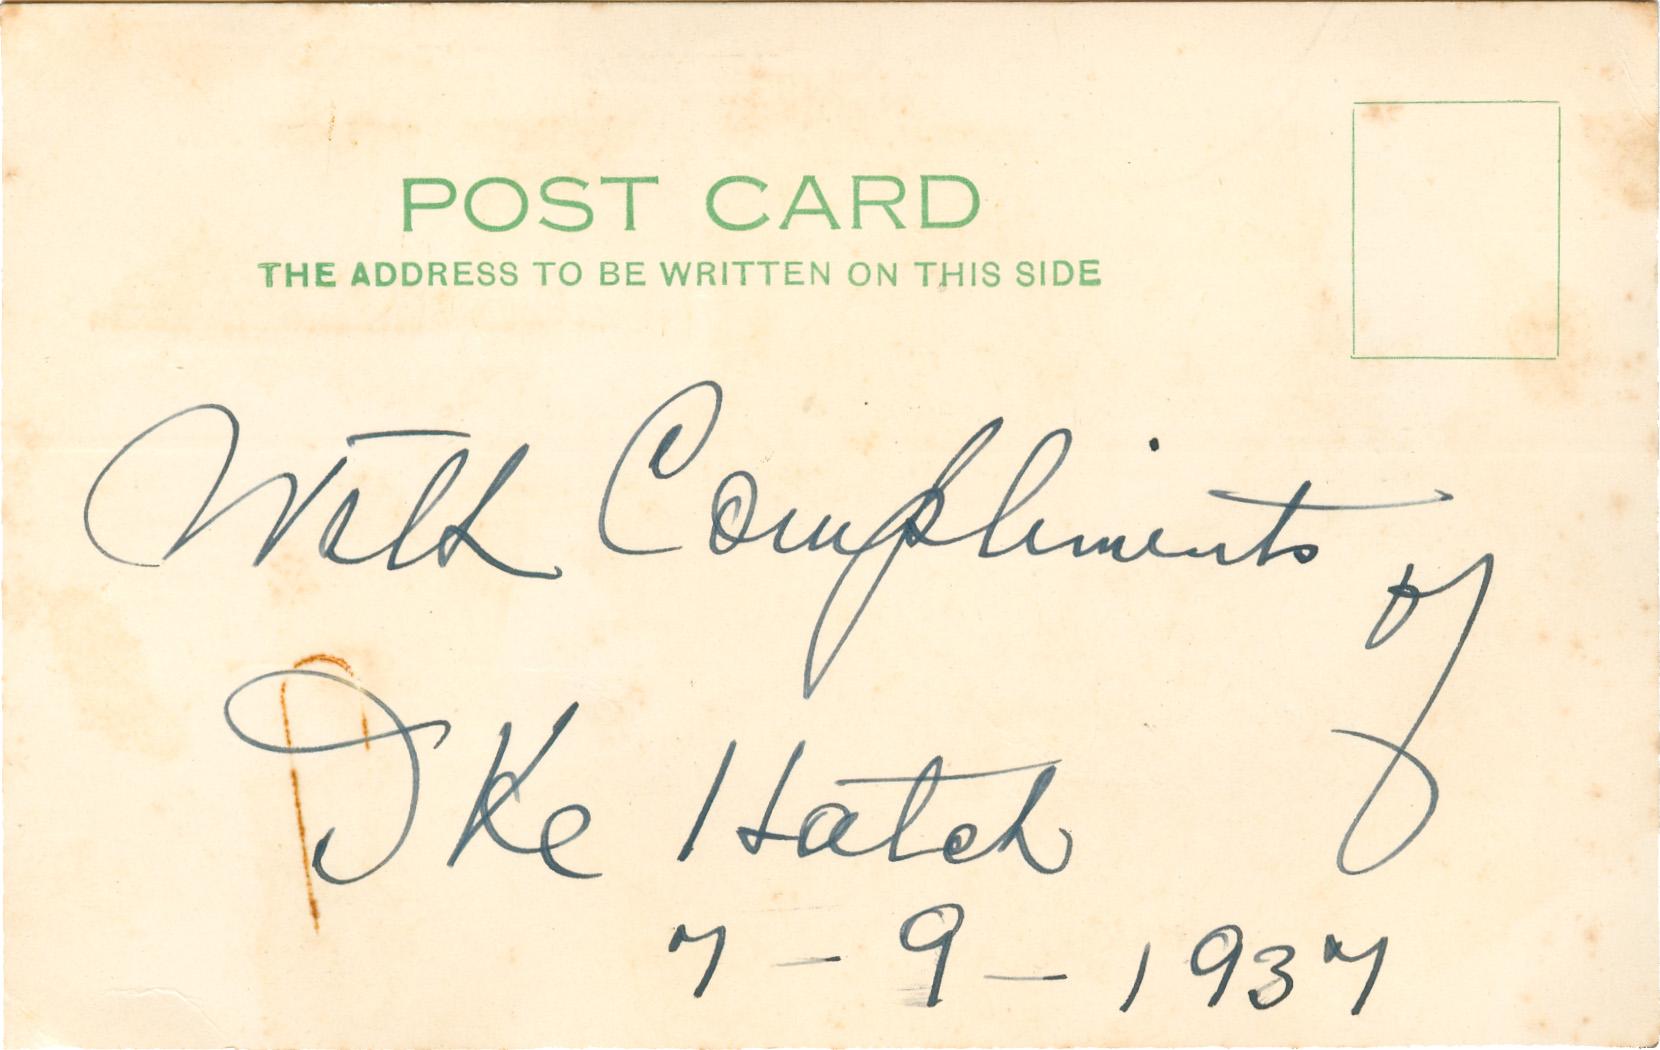 POST CARD
THE ADDRESS TO BE WRITTEN ON THIS SIDE
With Compliments of
Ike Hatch
7-9-1937